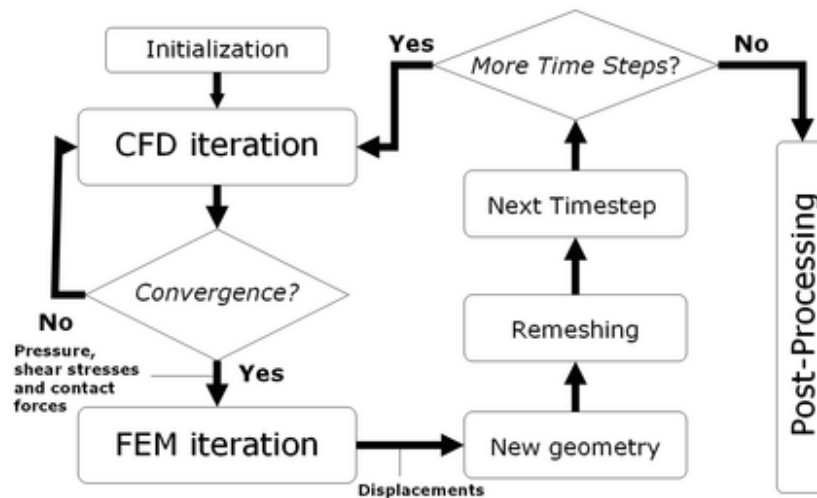 Initialization
Yes
More Time Steps?
No
CFD iteration
Next Timestep
Convergence?
No
Remeshing
Pressure,
shear stresses
and contact
forces
Yes
FEM iteration
Displacements
New geometry
Post-Processing